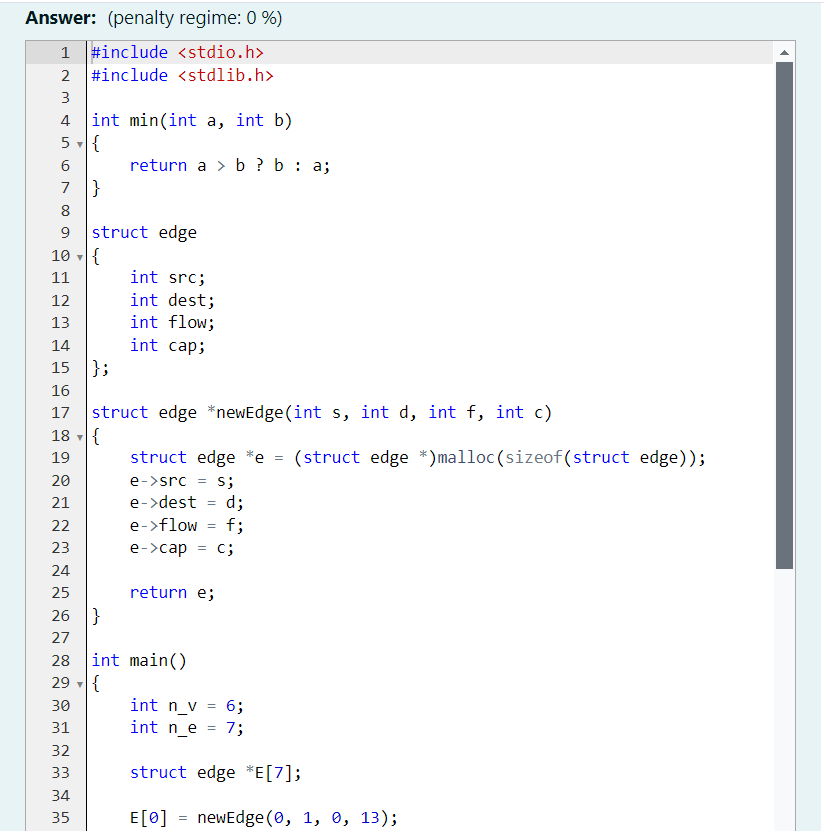 Answer: (penalty regime: 0 %)
1 #include <stdio.h>
2 #include <stdlib.h>
3
4 int min(int a, int b)
5 {
6     return a > b ? b : a;
7 }
8
9 struct edge
10 {
11     int src;
12     int dest;
13     int flow;
14     int cap;
15 };
16
17 struct edge *newEdge(int s, int d, int f, int c)
18 {
19     struct edge *e = (struct edge *)malloc(sizeof(struct edge));
20     e->src = s;
21     e->dest = d;
22     e->flow = f;
23     e->cap = c;
24
25     return e;
26 }
27
28 int main()
29 {
30     int n_v = 6;
31     int n_e = 7;
32
33     struct edge *E[7];
34
35     E[0] = newEdge(0, 1, 0, 13);